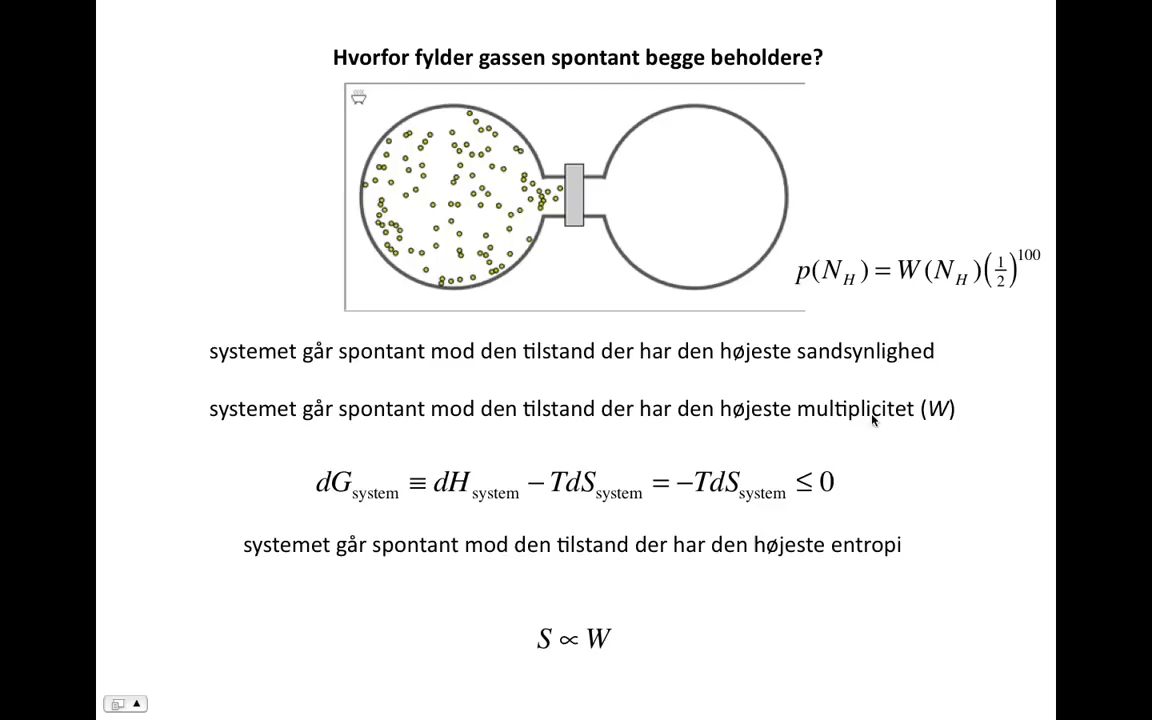 Hvorfor fylder gassen spontant begge beholdere?
p(N_H) = W(N_H)(1/2)^100
systemet går spontant mod den tilstand der har den højeste sandsynlighed
systemet går spontant mod den tilstand der har den højeste multiplicitet (W)
dG_system ≡ dH_system − TdS_system = −TdS_system ≤ 0
systemet går spontant mod den tilstand der har den højeste entropi
S ∝ W